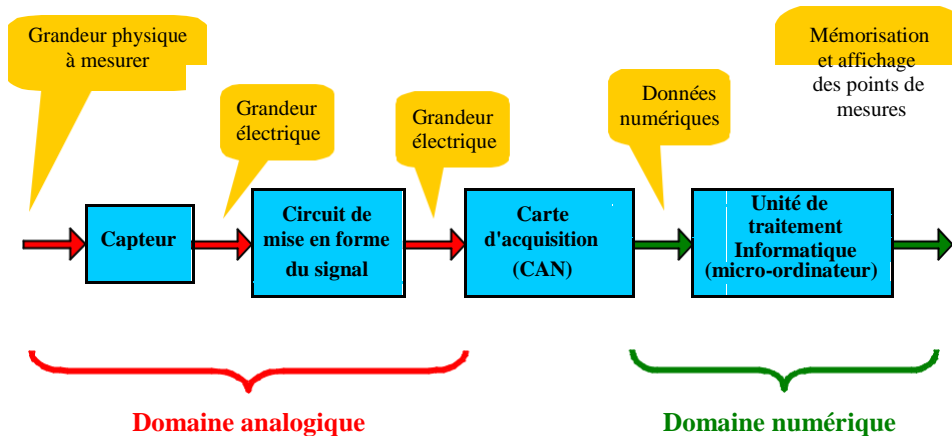 Grandeur physique
à mesurer
Mémorisation
et affichage
des points de
mesures
Grandeur
électrique
Grandeur
électrique
Données
numériques
Capteur
Circuit de
mise en forme
du signal
Carte
d'acquisition
(CAN)
Unité de
traitement
Informatique
(micro-ordinateur)
Domaine analogique
Domaine numérique